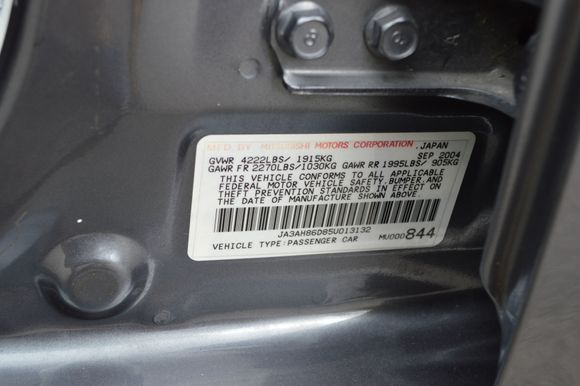 MFD BY MITSUBISHI MOTORS CORPORATION ,JAPAN
GVWR 4222LBS/ 1915KG SEP 2004
GAWR FR 2270LBS/1030KG GAWR RR 1995LBS/ 905KG
THIS VEHICLE CONFORMS TO ALL APPLICABLE
FEDERAL MOTOR VEHICLE SAFETY, BUMPER, AND
THEFT PREVENTION STANDARDS IN EFFECT ON
THE DATE OF MANUFACTURE SHOWN ABOVE
JA3AH86D85U013132
VEHICLE TYPE:PASSENGER CAR MU000844